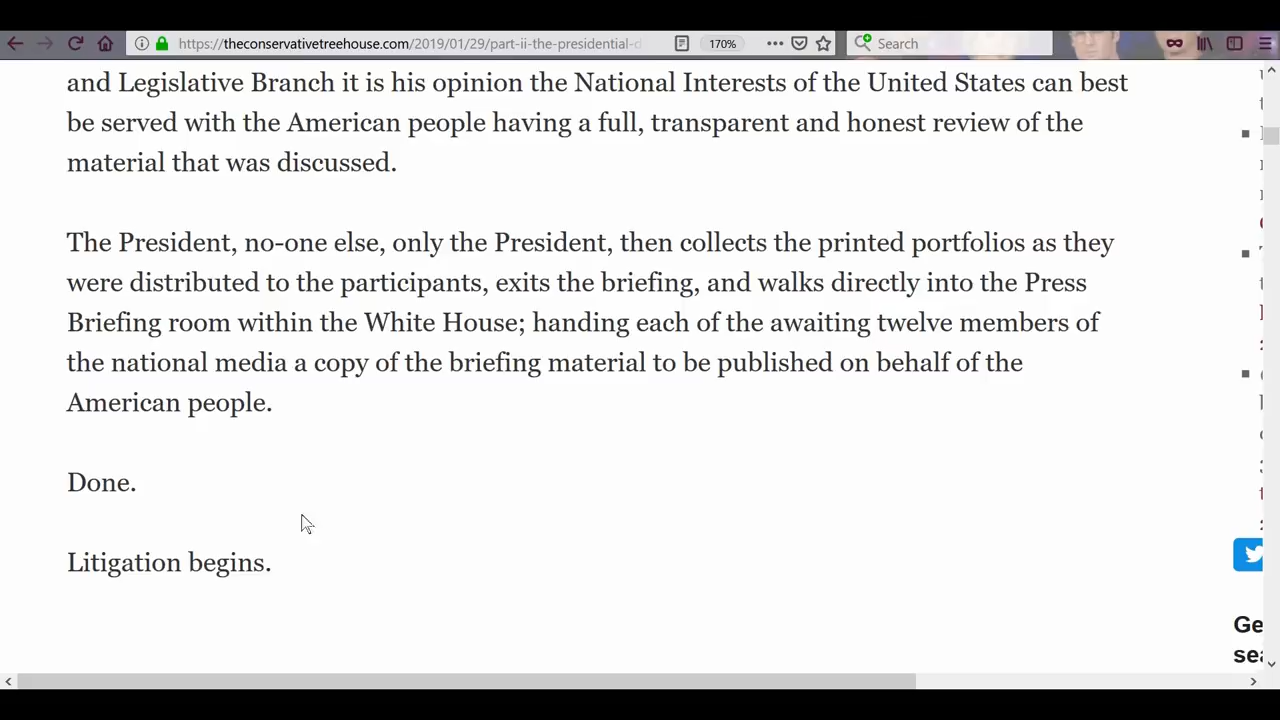 https://theconservativetreehouse.com/2019/01/29/part-ii-the-presidential-d
170%
Search
and Legislative Branch it is his opinion the National Interests of the United States can best
be served with the American people having a full, transparent and honest review of the
material that was discussed.
The President, no-one else, only the President, then collects the printed portfolios as they
were distributed to the participants, exits the briefing, and walks directly into the Press
Briefing room within the White House; handing each of the awaiting twelve members of
the national media a copy of the briefing material to be published on behalf of the
American people.
Done.
Litigation begins.
Ge
sea